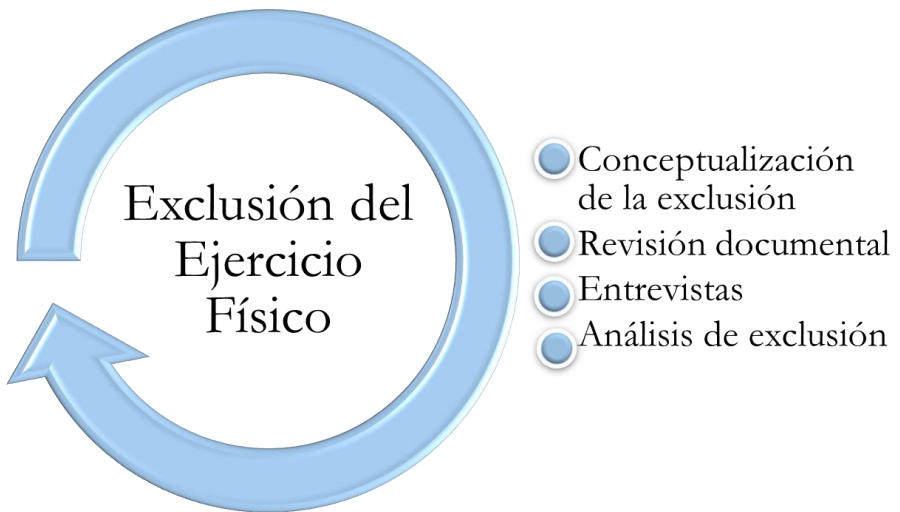 Exclusión del
Ejercicio
Físico
Conceptualización
de la exclusión
Revisión documental
Entrevistas
Análisis de exclusión